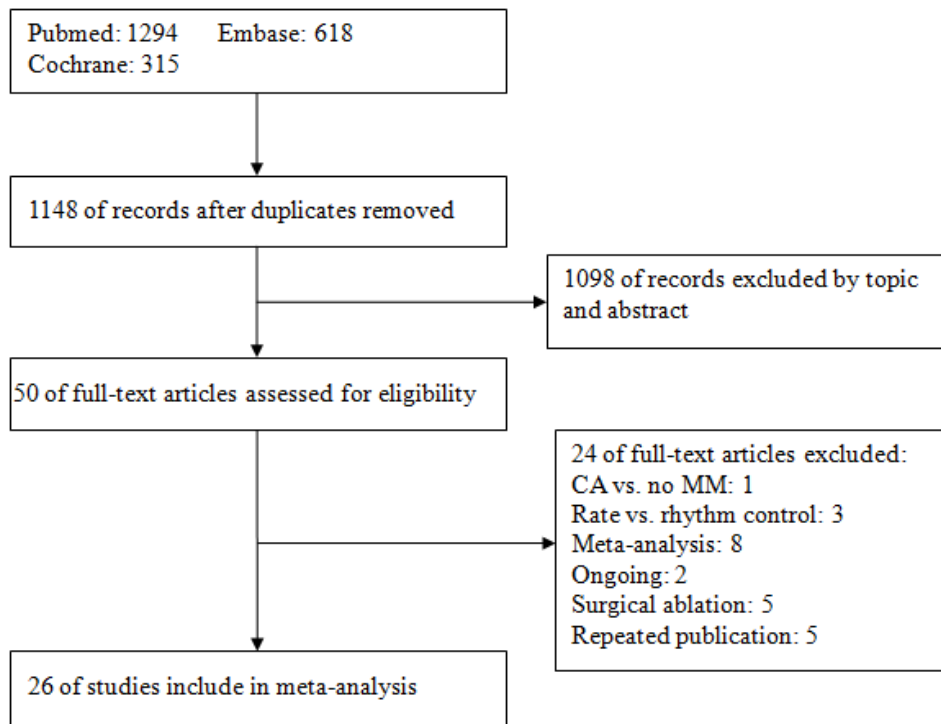 Pubmed: 1294 Embase: 618
Cochrane: 315
1148 of records after duplicates removed
1098 of records excluded by topic
and abstract
50 of full-text articles assessed for eligibility
24 of full-text articles excluded:
CA vs. no MM: 1
Rate vs. rhythm control: 3
Meta-analysis: 8
Ongoing: 2
Surgical ablation: 5
Repeated publication: 5
26 of studies include in meta-analysis